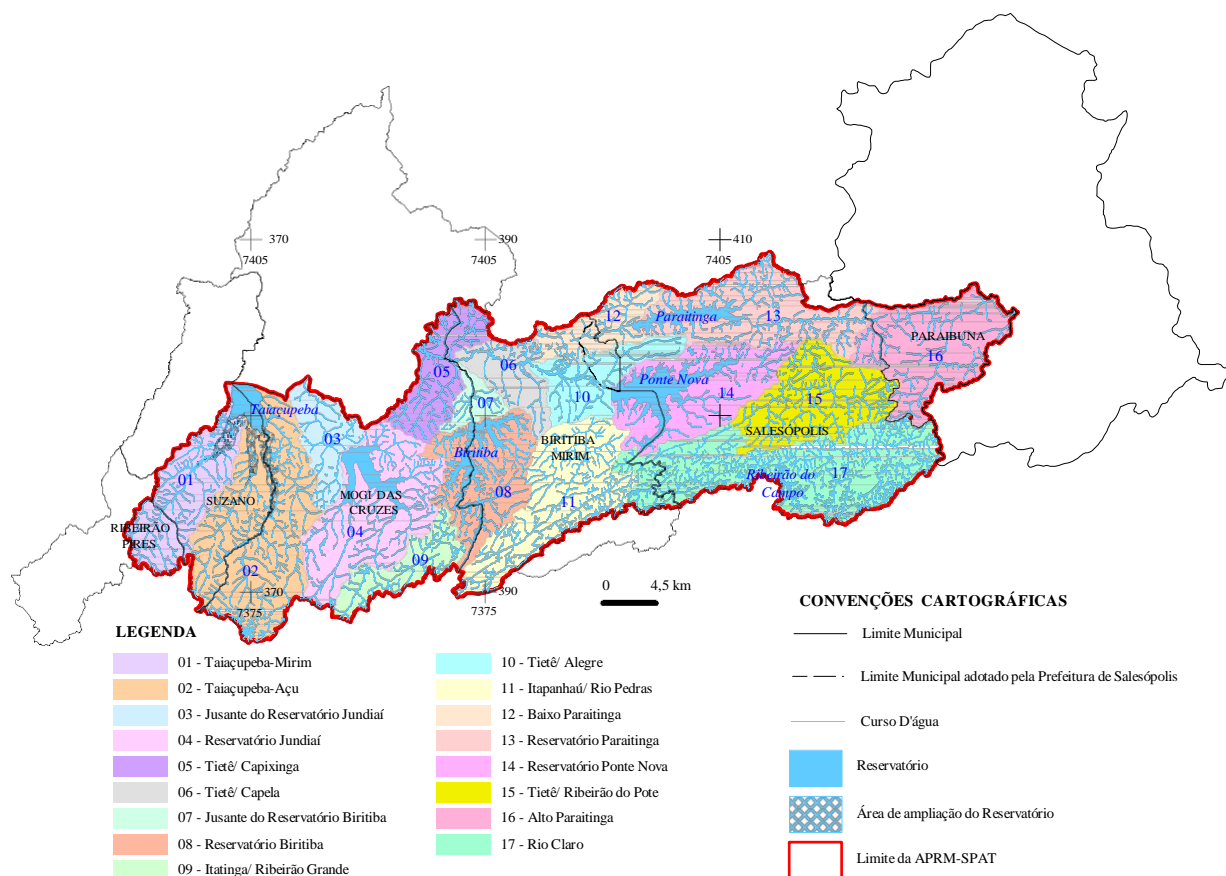 370
7405
390
7405
410
7405
12
Paraitinga
13
PARAIBUNA
16
05
06
Ponte Nova
14
07
10
15
Taiaçupeba
03
SALESÓPOLIS
BIRITIBA
MIRIM
Biritiba
01
SUZANO
MOGI DAS
CRUZES
08
11
Ribeirão do
Campo
17
RIBEIRÃO
PIRES
04
09
02
370
7375
390
7375
0 4,5 km
LEGENDA
01 - Taiaçupeba-Mirim
02 - Taiaçupeba-Açu
03 - Jusante do Reservatório Jundiaí
04 - Reservatório Jundiaí
05 - Tietê/ Capixinga
06 - Tietê/ Capela
07 - Jusante do Reservatório Biritiba
08 - Reservatório Biritiba
09 - Itatinga/ Ribeirão Grande
10 - Tietê/ Alegre
11 - Itapanhaú/ Rio Pedras
12 - Baixo Paraitinga
13 - Reservatório Paraitinga
14 - Reservatório Ponte Nova
15 - Tietê/ Ribeirão do Pote
16 - Alto Paraitinga
17 - Rio Claro
CONVENÇÕES CARTOGRÁFICAS
Limite Municipal
Limite Municipal adotado pela Prefeitura de Salesópolis
Curso D'água
Reservatório
Área de ampliação do Reservatório
Limite da APRM-SPAT